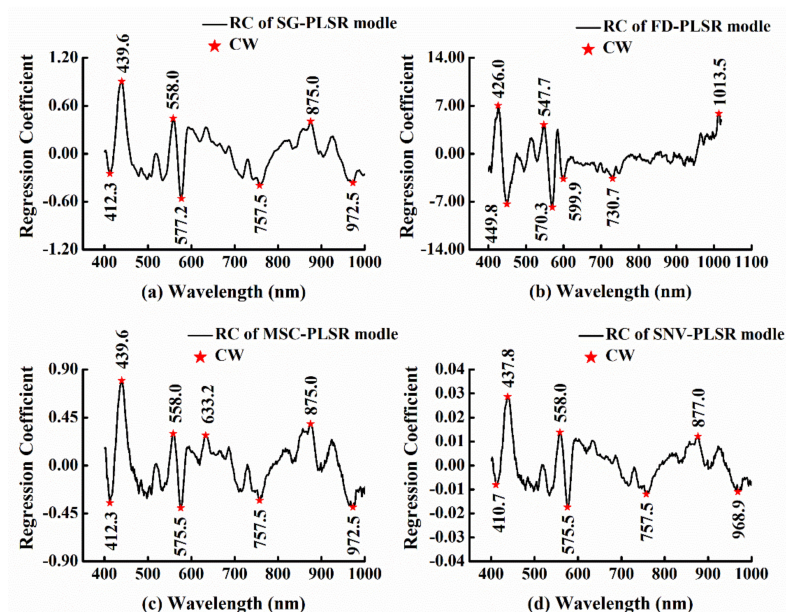 RC of SG-PLSR modle
CW
439.6
558.0
875.0
412.3
577.2
757.5
972.5
Regression Coefficient
1.20
0.60
0.00
-0.60
-1.20
400 500 600 700 800 900 1000
(a) Wavelength (nm)
RC of FD-PLSR modle
CW
426.0
547.7
1013.5
449.8
570.3
599.9
730.7
Regression Coefficient
14.00
7.00
0.00
-7.00
-14.00
400 500 600 700 800 900 1000 1100
(b) Wavelength (nm)
RC of MSC-PLSR modle
CW
439.6
558.0
633.2
875.0
412.3
575.5
757.5
972.5
Regression Coefficient
0.90
0.45
0.00
-0.45
-0.90
400 500 600 700 800 900 1000
(c) Wavelength (nm)
RC of SNV-PLSR modle
CW
437.8
558.0
877.0
410.7
575.5
757.5
968.9
Regression Coefficient
0.04
0.03
0.01
0.00
-0.01
-0.03
-0.04
400 500 600 700 800 900 1000
(d) Wavelength (nm)